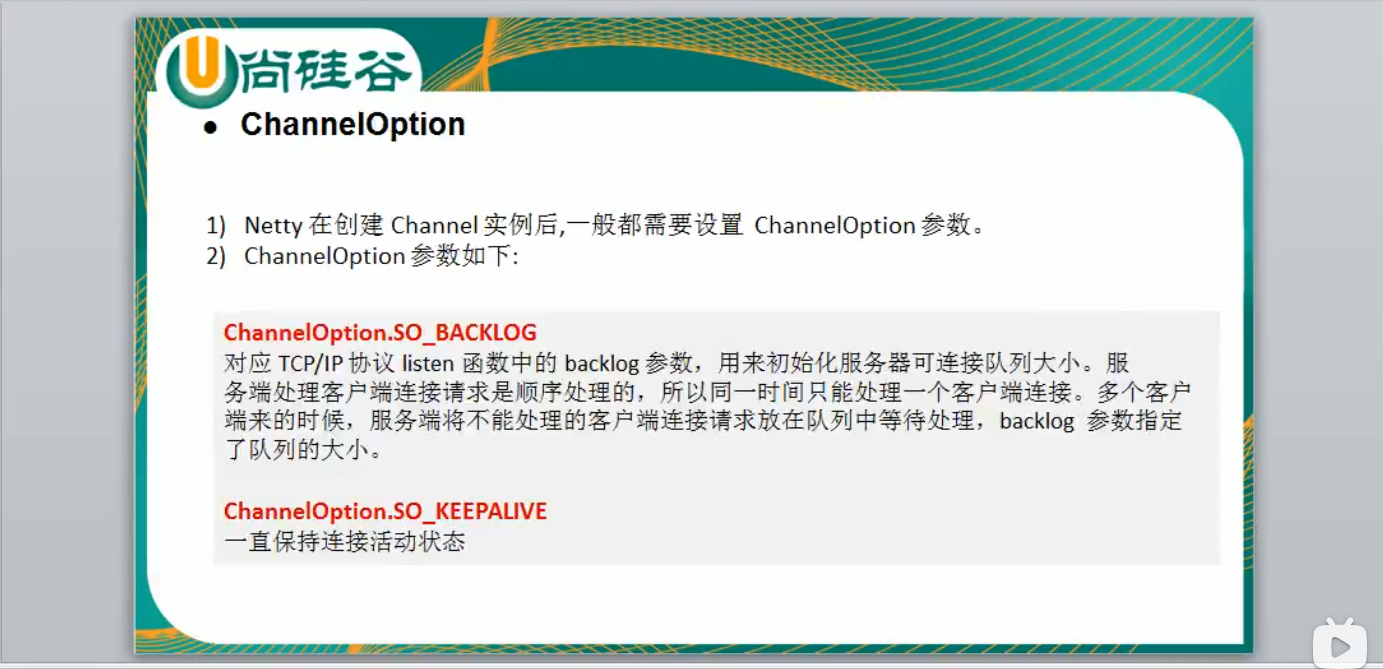 尚硅谷
● ChannelOption
1) Netty 在创建 Channel 实例后,一般都需要设置 ChannelOption 参数。
2) ChannelOption 参数如下:
ChannelOption.SO_BACKLOG
对应 TCP/IP 协议 listen 函数中的 backlog 参数，用来初始化服务器可连接队列大小。服
务端处理客户端连接请求是顺序处理的，所以同一时间只能处理一个客户端连接。多个客户
端来的时候，服务端将不能处理的客户端连接请求放在队列中等待处理，backlog 参数指定
了队列的大小。
ChannelOption.SO_KEEPALIVE
一直保持连接活动状态